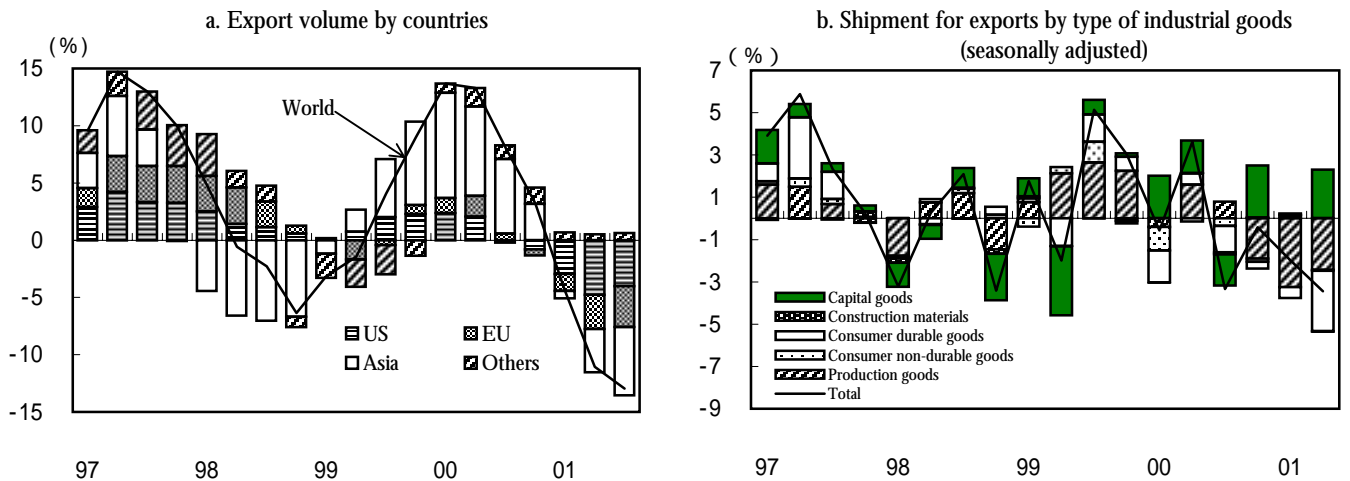 a. Export volume by countries
(%)
15
10
5
0
-5
-10
-15
World
US
EU
Asia
Others
97 98 99 00 01
b. Shipment for exports by type of industrial goods
(seasonally adjusted)
(%)
7
5
3
1
-1
-3
-5
-7
-9
Capital goods
Construction materials
Consumer durable goods
Consumer non-durable goods
Production goods
Total
97 98 99 00 01